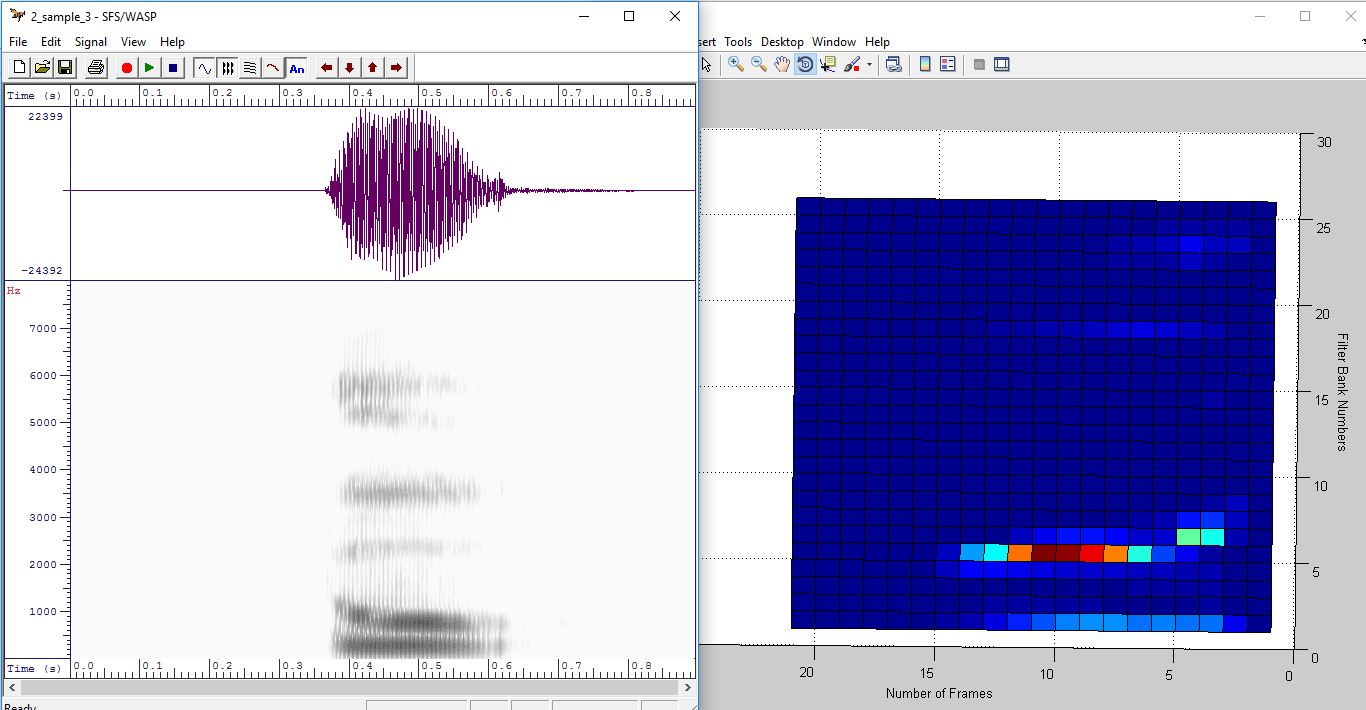 2_sample_3 - SFS/WASP
File Edit Signal View Help
An
Time (s) 0.0 0.1 0.2 0.3 0.4 0.5 0.6 0.7 0.8
22399
-24392
Hz
7000
6000
5000
4000
3000
2000
1000
Time (s) 0.0 0.1 0.2 0.3 0.4 0.5 0.6 0.7 0.8
Ready
sert Tools Desktop Window Help
30
25
20
15
10
5
0
Filter Bank Numbers
20 15 10 5 0
Number of Frames